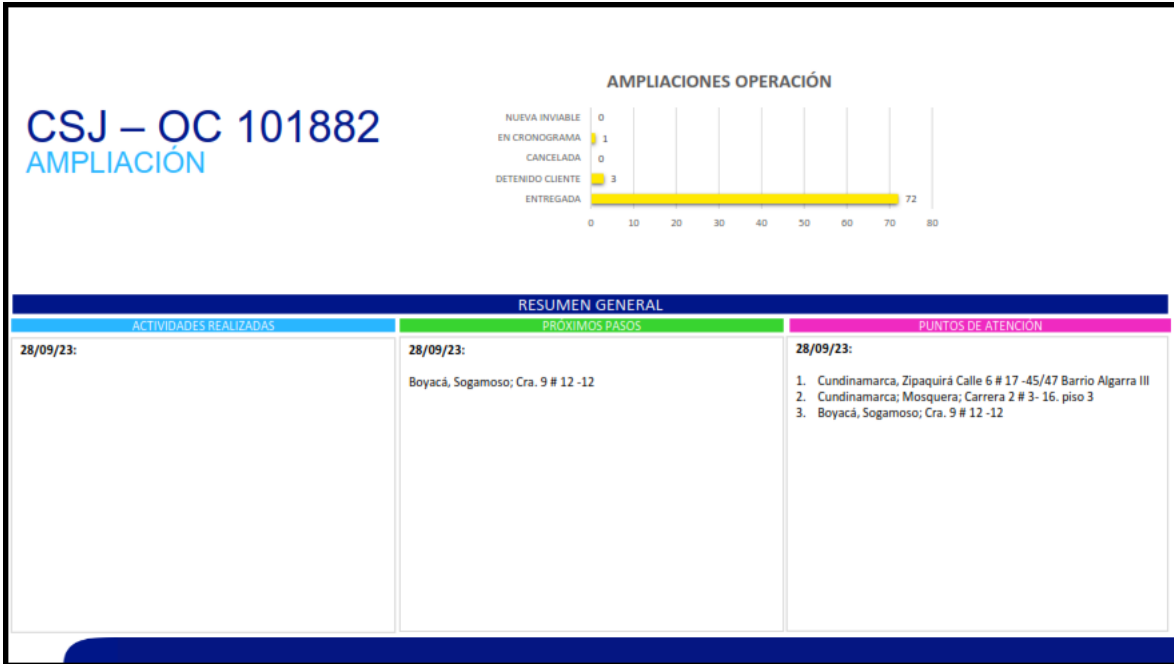 CSJ – OC 101882
AMPLIACIÓN
AMPLIACIONES OPERACIÓN
NUEVA INVIABLE 0
EN CRONOGRAMA 1
CANCELADA 0
DETENIDO CLIENTE 3
ENTREGADA 72
0 10 20 30 40 50 60 70 80
RESUMEN GENERAL
ACTIVIDADES REALIZADAS
28/09/23:
PRÓXIMOS PASOS
28/09/23:
Boyacá, Sogamoso; Cra. 9 # 12 -12
PUNTOS DE ATENCIÓN
28/09/23:
1. Cundinamarca, Zipaquirá Calle 6 # 17 -45/47 Barrio Algarra III
2. Cundinamarca; Mosquera; Carrera 2 # 3- 16. piso 3
3. Boyacá, Sogamoso; Cra. 9 # 12 -12